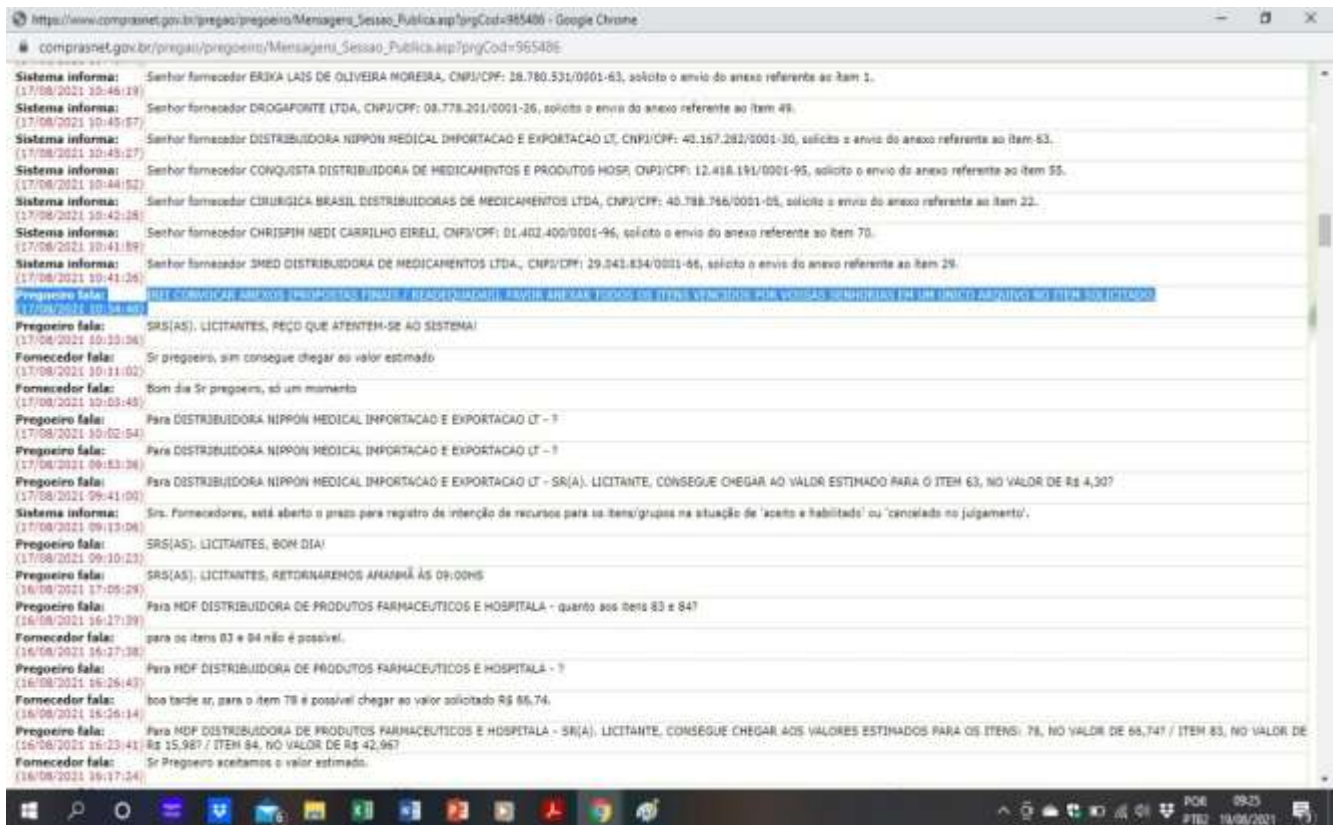 https://www.comprasnet.gov.br/pregao/pregoeiro/Mensagens_Sessao_Publica.asp?prgCod=965486 - Google Chrome
comprasnet.gov.br/pregao/pregoeiro/Mensagens_Sessao_Publica.asp?prgCod=965486
Sistema informa: Senhor fornecedor ERIKA LAIS DE OLIVEIRA MOREIRA, CNPJ/CPF: 28.780.531/0001-63, solicito o envio do anexo referente ao item 1.
(17/08/2021 10:46:19)
Sistema informa: Senhor fornecedor DROGAFONTE LTDA, CNPJ/CPF: 08.778.201/0001-26, solicito o envio do anexo referente ao item 49.
(17/08/2021 10:45:57)
Sistema informa: Senhor fornecedor DISTRIBUIDORA NIPPON MEDICAL IMPORTACAO E EXPORTACAO LT, CNPJ/CPF: 40.167.282/0001-30, solicito o envio do anexo referente ao item 63.
(17/08/2021 10:45:27)
Sistema informa: Senhor fornecedor CONQUISTA DISTRIBUIDORA DE MEDICAMENTOS E PRODUTOS HOSP, CNPJ/CPF: 12.418.191/0001-95, solicito o envio do anexo referente ao item 55.
(17/08/2021 10:44:52)
Sistema informa: Senhor fornecedor CIRURGICA BRASIL DISTRIBUIDORAS DE MEDICAMENTOS LTDA, CNPJ/CPF: 40.788.766/0001-05, solicito o envio do anexo referente ao item 22.
(17/08/2021 10:42:28)
Sistema informa: Senhor fornecedor CHRISPIM NEDI CARRILHO EIRELI, CNPJ/CPF: 01.402.400/0001-96, solicito o envio do anexo referente ao item 70.
(17/08/2021 10:41:59)
Sistema informa: Senhor fornecedor 3MED DISTRIBUIDORA DE MEDICAMENTOS LTDA., CNPJ/CPF: 29.043.834/0001-66, solicito o envio do anexo referente ao item 29.
(17/08/2021 10:41:26)
Pregoeiro fala: IREI CONVOCAR ANEXOS (PROPOSTAS FINAIS / READEQUADAS), FAVOR ANEXAR TODOS OS ITENS VENCIDOS POR VOSSAS SENHORIAS EM UM ÚNICO ARQUIVO NO ITEM SOLICITADO.
(17/08/2021 10:34:40)
Pregoeiro fala: SRS(AS). LICITANTES, PEÇO QUE ATENTEM-SE AO SISTEMA!
(17/08/2021 10:33:36)
Fornecedor fala: Sr pregoeiro, sim consegue chegar ao valor estimado
(17/08/2021 10:11:02)
Fornecedor fala: Bom dia Sr pregoeiro, só um momento
(17/08/2021 10:03:45)
Pregoeiro fala: Para DISTRIBUIDORA NIPPON MEDICAL IMPORTACAO E EXPORTACAO LT - ?
(17/08/2021 10:02:54)
Pregoeiro fala: Para DISTRIBUIDORA NIPPON MEDICAL IMPORTACAO E EXPORTACAO LT - ?
(17/08/2021 09:53:36)
Pregoeiro fala: Para DISTRIBUIDORA NIPPON MEDICAL IMPORTACAO E EXPORTACAO LT - SR(A). LICITANTE, CONSEGUE CHEGAR AO VALOR ESTIMADO PARA O ITEM 63, NO VALOR DE R$ 4,30?
(17/08/2021 09:41:00)
Sistema informa: Srs. Fornecedores, está aberto o prazo para registro de intenção de recursos para os itens/grupos na situação de 'aceito e habilitado' ou 'cancelado no julgamento'.
(17/08/2021 09:13:06)
Pregoeiro fala: SRS(AS). LICITANTES, BOM DIA!
(17/08/2021 09:10:23)
Pregoeiro fala: SRS(AS). LICITANTES, RETORNAREMOS AMANHÃ ÀS 09:00HS
(16/08/2021 17:05:29)
Pregoeiro fala: Para MDF DISTRIBUIDORA DE PRODUTOS FARMACEUTICOS E HOSPITALA - quanto aos itens 83 e 84?
(16/08/2021 16:27:39)
Fornecedor fala: para os itens 83 e 84 não é possível.
(16/08/2021 16:27:38)
Pregoeiro fala: Para MDF DISTRIBUIDORA DE PRODUTOS FARMACEUTICOS E HOSPITALA - ?
(16/08/2021 16:26:43)
Fornecedor fala: boa tarde sr, para o item 78 é possível chegar ao valor solicitado R$ 66,74.
(16/08/2021 16:26:14)
Pregoeiro fala: Para MDF DISTRIBUIDORA DE PRODUTOS FARMACEUTICOS E HOSPITALA - SR(A). LICITANTE, CONSEGUE CHEGAR AOS VALORES ESTIMADOS PARA OS ITENS: 78, NO VALOR DE 66,74? / ITEM 83, NO VALOR DE
(16/08/2021 16:23:41) R$ 15,98? / ITEM 84, NO VALOR DE R$ 42,96?
Fornecedor fala: Sr Pregoeiro aceitamos o valor estimado.
(16/08/2021 16:17:24)
POR 09:25
PTB2 19/08/2021